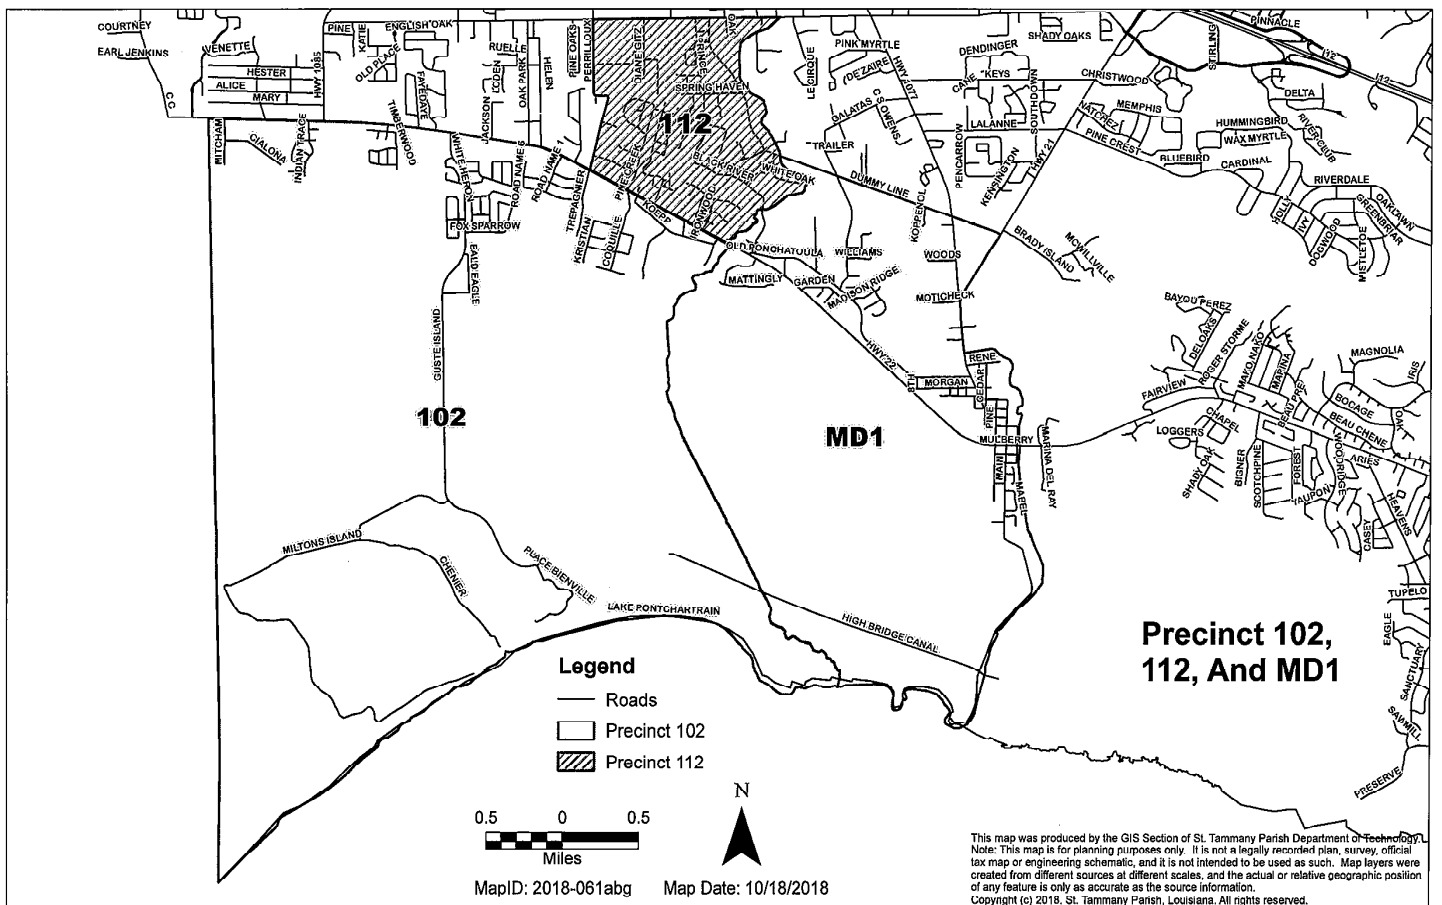 COURTNEY
EARL JENKINS
C.C.
VENETTE
HESTER
ALICE
MARY
HWY 1085
PINE
KATIE
OLD PLACE
ENGLISH OAK
FAYEDAYE
TIMBERWOOD
RUELLE
JACKSON
OAK PARK
HELEN
PINE OAKS
PERRILLOUX
DIANE GITZ
OAK
SPRING HAVEN
112
PINE CREEK
BLACK RIVER
WHITE OAK
IRONWOOD
KOEPP
LE CIRQUE
PINK MYRTLE
DEZAIRE
HWY 1077
DALATAS
C S OWENS
TRAILER
DUMMY LINE
DENDINGER
SHADY OAKS
CANE
KEYS
SOUTHDOWN
LALANNE
PENCARROW
KENSINGTON
HWY 21
CHRISTWOOD
NATCHEZ
MEMPHIS
PINE CREST
STIRLING
PINNACLE
I12
I12
DELTA
HUMMINGBIRD
RIVERCLUB
WAX MYRTLE
BLUEBIRD
CARDINAL
RIVERDALE
OAKLAWN
GREENBRIAR
JOLLY
IVY
DOGWOOD
MISTLETOE
MITCHAM
CIALONA
INDIAN TRACE
WHITE HERON
ROAD NAME 6
ROAD NAME 1
TREPAGNIER
KRISTIAN
COQUILLE
FOX SPARROW
BALD EAGLE
GUSTE ISLAND
OLD PONCHATOULA
WILLIAMS
MATTINGLY
GARDEN
MADISON RIDGE
KOPPENOL
WOODS
MOTICHECK
BRADY ISLAND
MCWILLVILLE
HWY 22
RENE
8TH
MORGAN
CEDAR
PINE
MULBERRY
MAIN
MABEL
MARINA DEL RAY
BAYOU PEREZ
DELOAKS
ROGER STORME
MAKO NAKO
MARINA
FAIRVIEW
BEAU PRE
CHAPEL
LOGGERS
SHADY OAK
BIGNER
SCOTCHPINE
FOREST
YAUPON
WOODRIDGE
MAGNOLIA
IRIS
BOCAGE
OAK
BEAU CHENE
ARIES
HEAVENS
CASEY
TUPELO
EAGLE
SANCTUARY
SAWMILL
PRESERVE
102
MD1
MILTONS ISLAND
CHENIER
PLACE BIENVILLE
LAKE PONTCHARTRAIN
HIGH BRIDGE CANAL
Precinct 102,
112, And MD1
Legend
Roads
Precinct 102
Precinct 112
N
0.5 0 0.5
Miles
MapID: 2018-061abg Map Date: 10/18/2018
This map was produced by the GIS Section of St. Tammany Parish Department of Technology.
Note: This map is for planning purposes only. It is not a legally recorded plan, survey, official
tax map or engineering schematic, and it is not intended to be used as such. Map layers were
created from different sources at different scales, and the actual or relative geographic position
of any feature is only as accurate as the source information.
Copyright (c) 2018. St. Tammany Parish, Louisiana. All rights reserved.